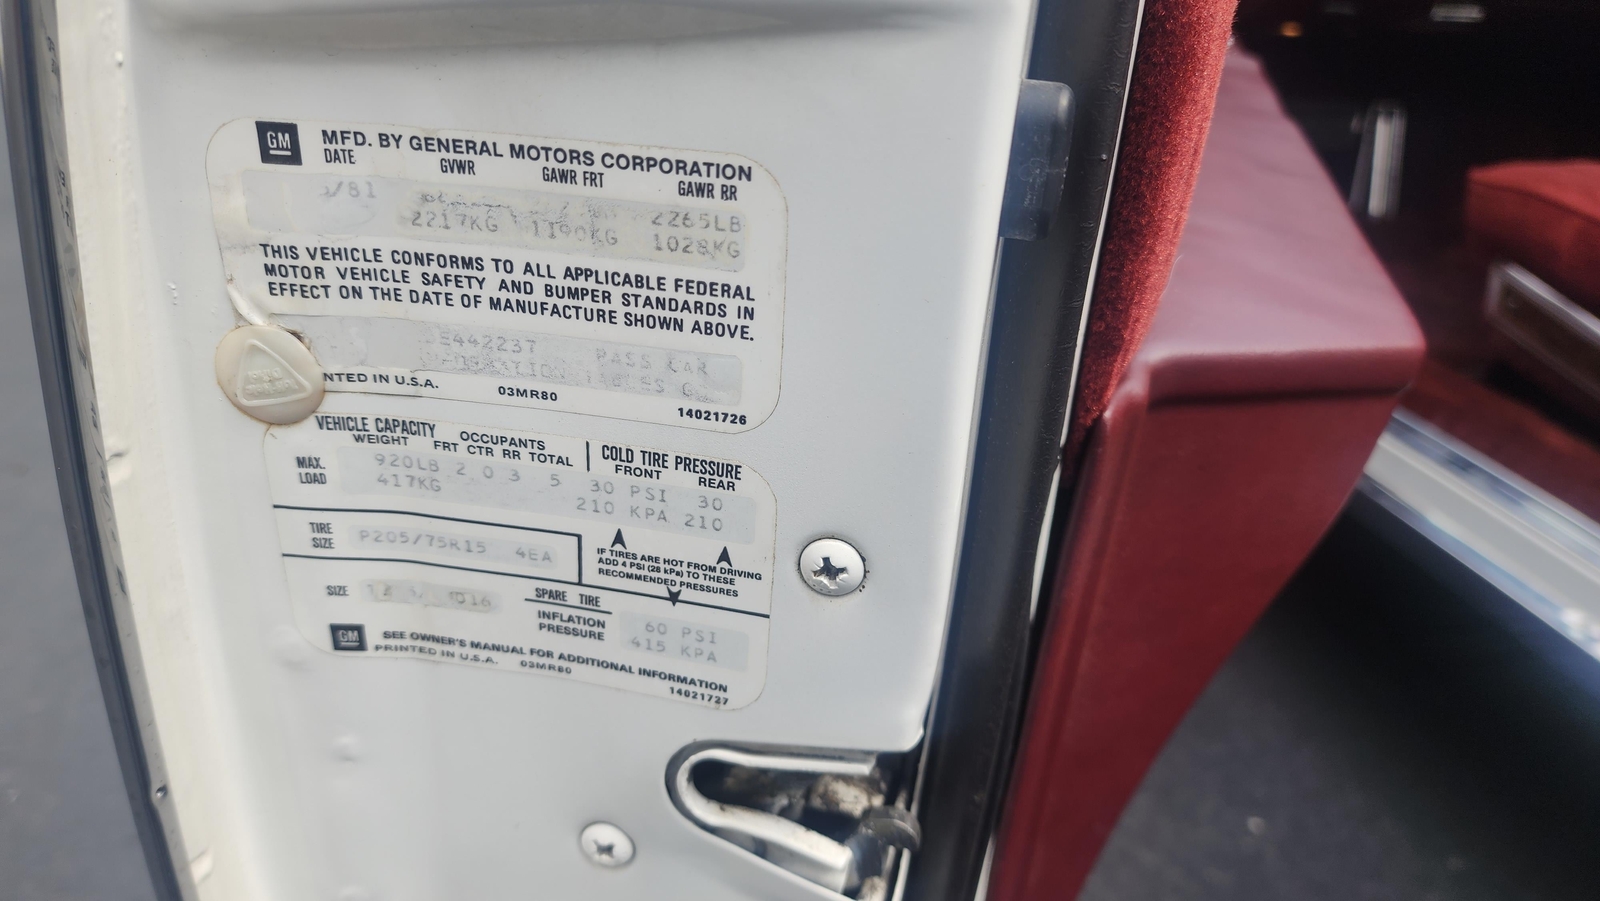 GM MFD. BY GENERAL MOTORS CORPORATION
DATE GVWR GAWR FRT GAWR RR
/81 2265LB
2217KG 1190KG 1028KG
THIS VEHICLE CONFORMS TO ALL APPLICABLE FEDERAL
MOTOR VEHICLE SAFETY AND BUMPER STANDARDS IN
EFFECT ON THE DATE OF MANUFACTURE SHOWN ABOVE.
E442237 PASS CAR
NTED IN U.S.A. 03MR80 14021726
VEHICLE CAPACITY OCCUPANTS COLD TIRE PRESSURE
WEIGHT FRT CTR RR TOTAL FRONT REAR
MAX. LOAD 920LB 2 0 3 5 30 PSI 30
417KG 210 KPA 210
TIRE SIZE P205/75R15 4EA
IF TIRES ARE HOT FROM DRIVING
ADD 4 PSI (28 kPa) TO THESE
RECOMMENDED PRESSURES
SIZE SPARE TIRE
INFLATION PRESSURE 60 PSI
415 KPA
GM SEE OWNER'S MANUAL FOR ADDITIONAL INFORMATION
PRINTED IN U.S.A. 03MR80 14021727